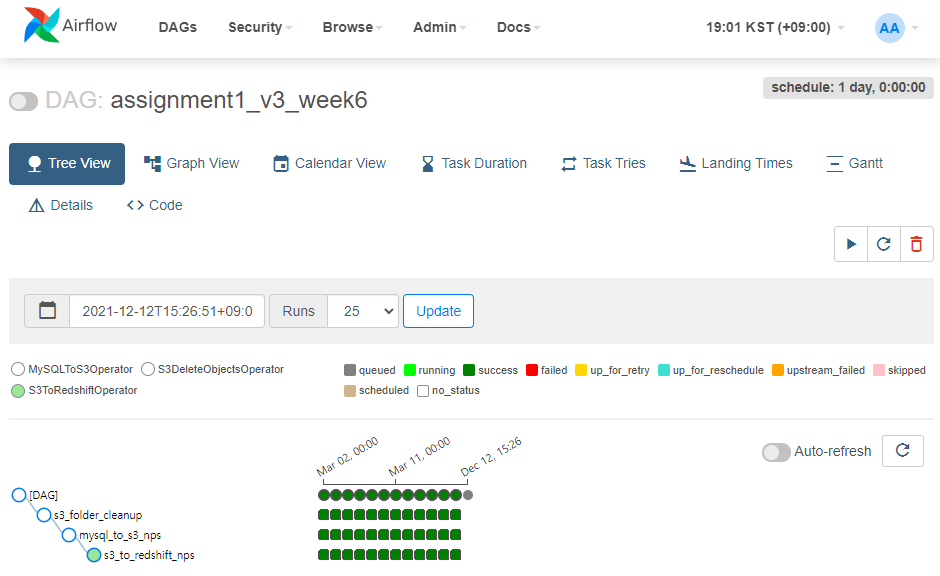 Airflow DAGs Security Browse Admin Docs 19:01 KST (+09:00) AA
schedule: 1 day, 0:00:00
DAG: assignment1_v3_week6
Tree View Graph View Calendar View Task Duration Task Tries Landing Times Gantt
Details <> Code
2021-12-12T15:26:51+09:0 Runs 25 Update
MySQLToS3Operator S3DeleteObjectsOperator queued running success failed up_for_retry up_for_reschedule upstream_failed skipped
S3ToRedshiftOperator scheduled no_status
Auto-refresh
Mar 02, 00:00 Mar 11, 00:00 Dec 12, 15:26
[DAG]
s3_folder_cleanup
mysql_to_s3_nps
s3_to_redshift_nps